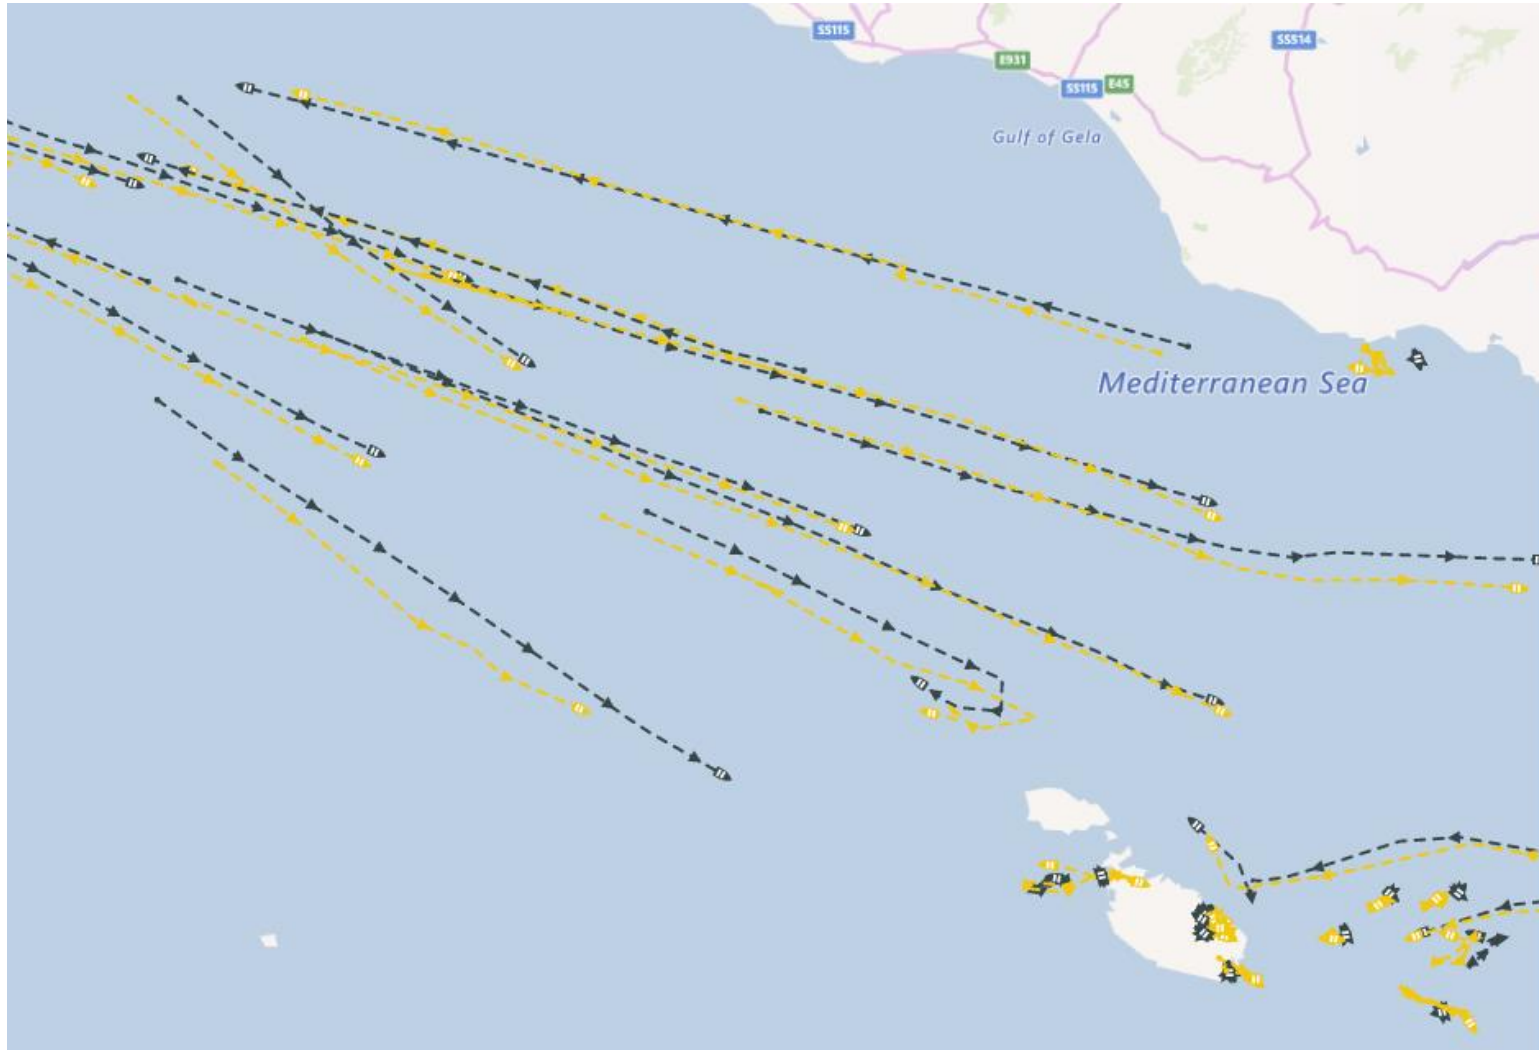 SS115
SS514
E931
SS115
E45
Gulf of Gela
Mediterranean Sea